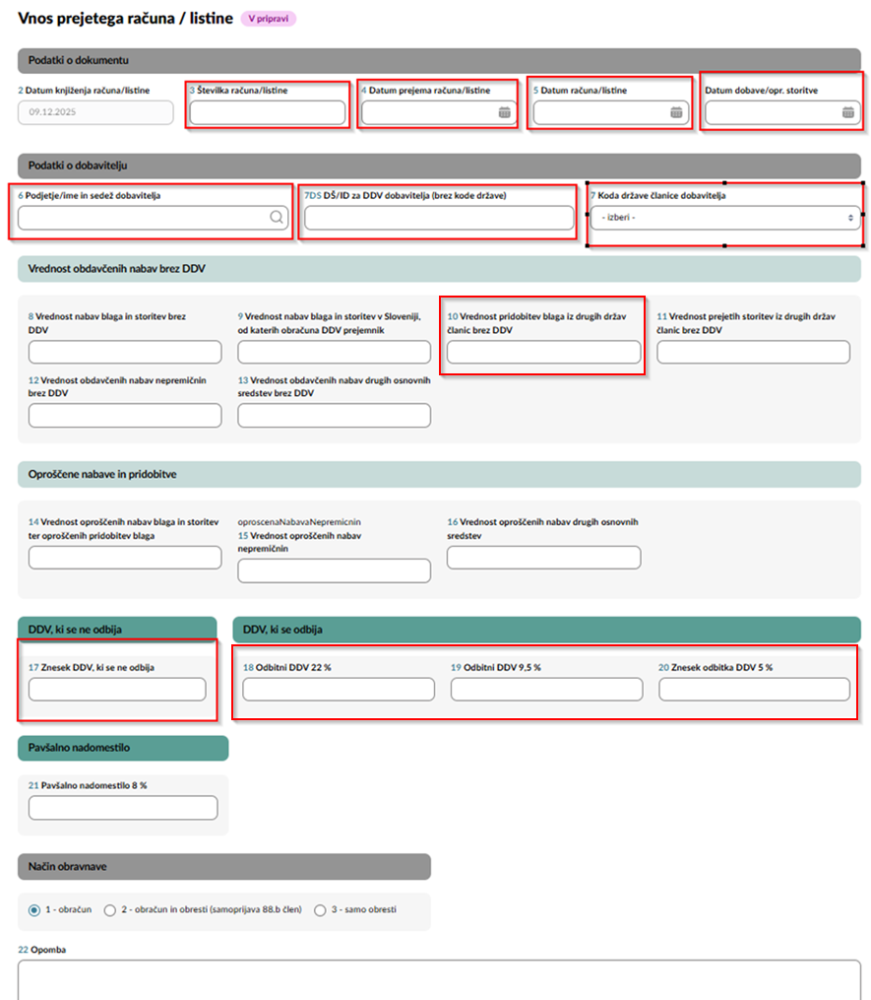 Vnos prejetega računa / listine V pripravi
Podatki o dokumentu
2 Datum knjiženja računa/listine
09.12.2025
3 Številka računa/listine
4 Datum prejema računa/listine
5 Datum računa/listine
Datum dobave/opr. storitve
Podatki o dobavitelju
6 Podjetje/ime in sedež dobavitelja
7DŠ DŠ/ID za DDV dobavitelja (brez kode države)
7 Koda države članice dobavitelja
- izberi -
Vrednost obdavčenih nabav brez DDV
8 Vrednost nabav blaga in storitev brez
DDV
9 Vrednost nabav blaga in storitev v Sloveniji,
od katerih obračuna DDV prejemnik
10 Vrednost pridobitev blaga iz drugih držav
članic brez DDV
11 Vrednost prejetih storitev iz drugih držav
članic brez DDV
12 Vrednost obdavčenih nabav nepremičnin
brez DDV
13 Vrednost obdavčenih nabav drugih osnovnih
sredstev brez DDV
Oproščene nabave in pridobitve
14 Vrednost oproščenih nabav blaga in storitev
ter oproščenih pridobitev blaga
oproscenaNabavaNepremicnin
15 Vrednost oproščenih nabav
nepremičnin
16 Vrednost oproščenih nabav drugih osnovnih
sredstev
DDV, ki se ne odbija
17 Znesek DDV, ki se ne odbija
DDV, ki se odbija
18 Odbitni DDV 22 %
19 Odbitni DDV 9,5 %
20 Znesek odbitka DDV 5 %
Pavšalno nadomestilo
21 Pavšalno nadomestilo 8 %
Način obravnave
1 - obračun
2 - obračun in obresti (samoprijava 88.b člen)
3 - samo obresti
22 Opomba